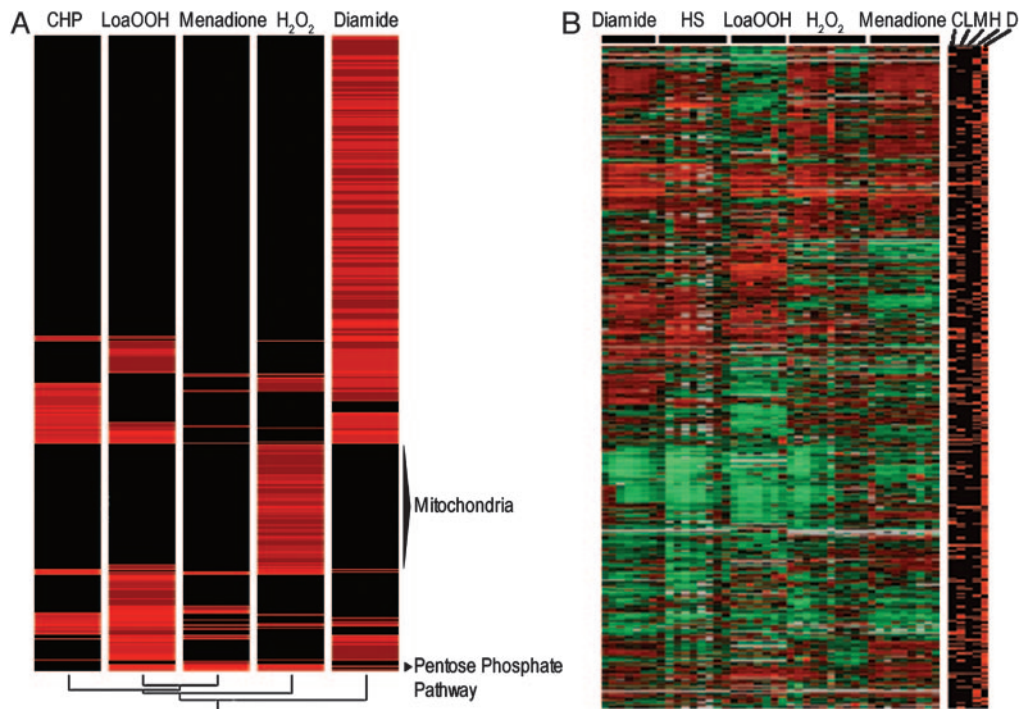 A
CHP LoaOOH Menadione H₂O₂ Diamide
Mitochondria
Pentose Phosphate
Pathway
B
Diamide HS LoaOOH H₂O₂ Menadione CLMH D